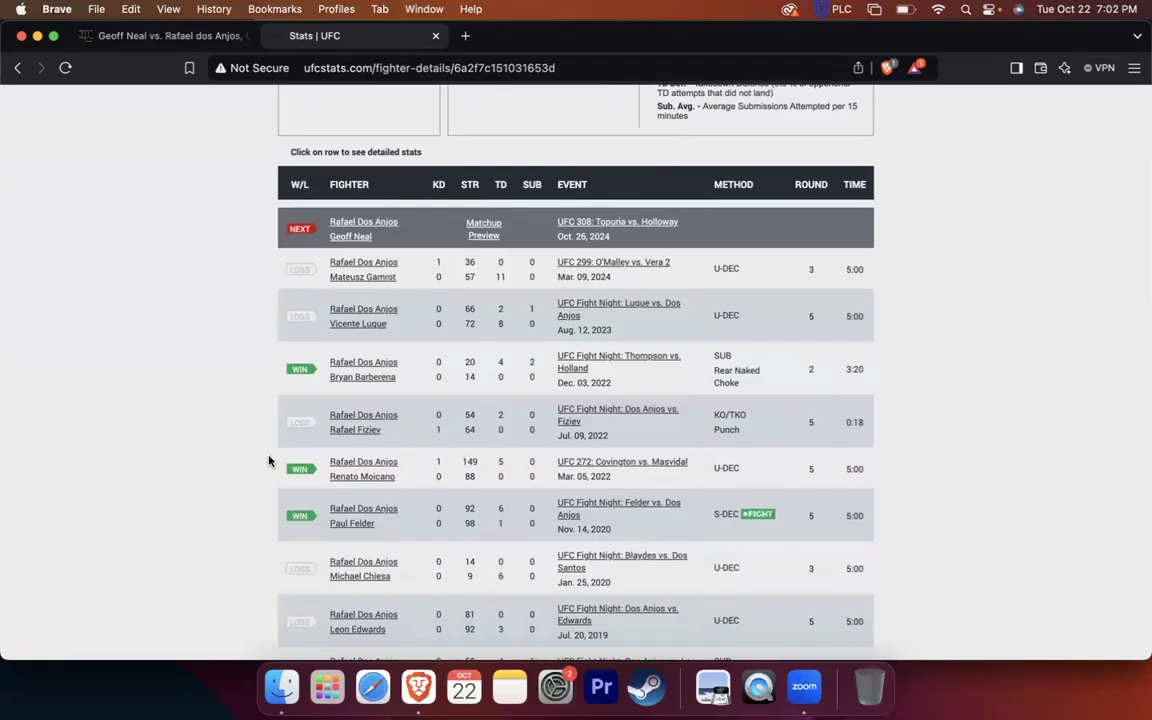 Brave File Edit View History Bookmarks Profiles Tab Window Help PLC Tue Oct 22 7:02 PM
Geoff Neal vs. Rafael dos Anjos,
Stats | UFC
Not Secure ufcstats.com/fighter-details/6a2f7c151031653d 1 1 VPN
TD attempts that did not land)
Sub. Avg. - Average Submissions Attempted per 15
minutes
Click on row to see detailed stats
W/L FIGHTER KD STR TD SUB EVENT METHOD ROUND TIME
NEXT
Rafael Dos Anjos
Geoff Neal
Matchup
Preview
UFC 308: Topuria vs. Holloway
Oct. 26, 2024
LOSS
Rafael Dos Anjos 1 36 0 0 UFC 299: O'Malley vs. Vera 2
Mateusz Gamrot 0 57 11 0 Mar. 09, 2024
U-DEC 3 5:00
LOSS
Rafael Dos Anjos 0 66 2 1 UFC Fight Night: Luque vs. Dos
Anjos
Vicente Luque 0 72 8 0 Aug. 12, 2023
U-DEC 5 5:00
WIN
Rafael Dos Anjos 0 20 4 2 UFC Fight Night: Thompson vs.
Holland
Bryan Barberena 0 14 0 0 Dec. 03, 2022
SUB
Rear Naked
Choke
2 3:20
LOSS
Rafael Dos Anjos 0 54 2 0 UFC Fight Night: Dos Anjos vs.
Fiziev
Rafael Fiziev 1 64 0 0 Jul. 09, 2022
KO/TKO
Punch
5 0:18
WIN
Rafael Dos Anjos 1 149 5 0 UFC 272: Covington vs. Masvidal
Renato Moicano 0 88 0 0 Mar. 05, 2022
U-DEC 5 5:00
WIN
Rafael Dos Anjos 0 92 6 0 UFC Fight Night: Felder vs. Dos
Anjos
Paul Felder 0 98 1 0 Nov. 14, 2020
S-DEC FIGHT 5 5:00
LOSS
Rafael Dos Anjos 0 14 0 0 UFC Fight Night: Blaydes vs. Dos
Santos
Michael Chiesa 0 9 6 0 Jan. 25, 2020
U-DEC 3 5:00
LOSS
Rafael Dos Anjos 0 81 0 0 UFC Fight Night: Dos Anjos vs.
Edwards
Leon Edwards 0 92 3 0 Jul. 20, 2019
U-DEC 5 5:00
OCT
22
2
Pr
zoom